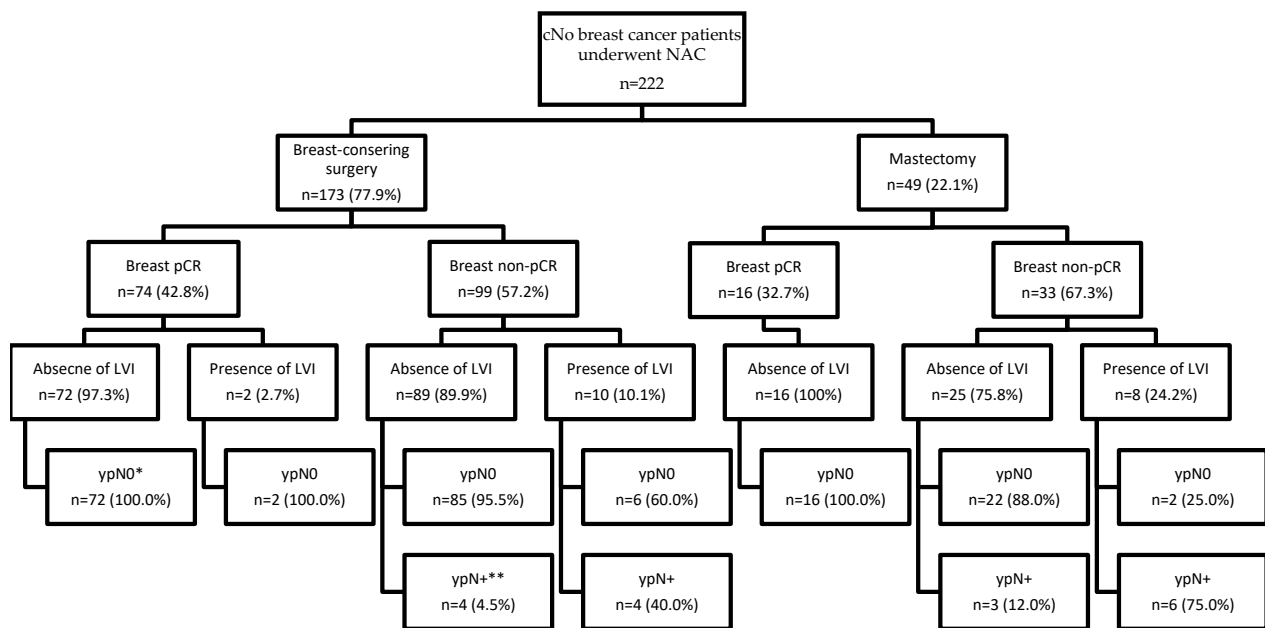 cNo breast cancer patients
underwent NAC
n=222
Breast-consering
surgery
n=173 (77.9%)
Mastectomy
n=49 (22.1%)
Breast pCR
n=74 (42.8%)
Breast non-pCR
n=99 (57.2%)
Breast pCR
n=16 (32.7%)
Breast non-pCR
n=33 (67.3%)
Absecne of LVI
n=72 (97.3%)
Presence of LVI
n=2 (2.7%)
Absence of LVI
n=89 (89.9%)
Presence of LVI
n=10 (10.1%)
Absence of LVI
n=16 (100%)
Absence of LVI
n=25 (75.8%)
Presence of LVI
n=8 (24.2%)
ypN0*
n=72 (100.0%)
ypN0
n=2 (100.0%)
ypN0
n=85 (95.5%)
ypN0
n=6 (60.0%)
ypN0
n=16 (100.0%)
ypN0
n=22 (88.0%)
ypN0
n=2 (25.0%)
ypN+**
n=4 (4.5%)
ypN+
n=4 (40.0%)
ypN+
n=3 (12.0%)
ypN+
n=6 (75.0%)